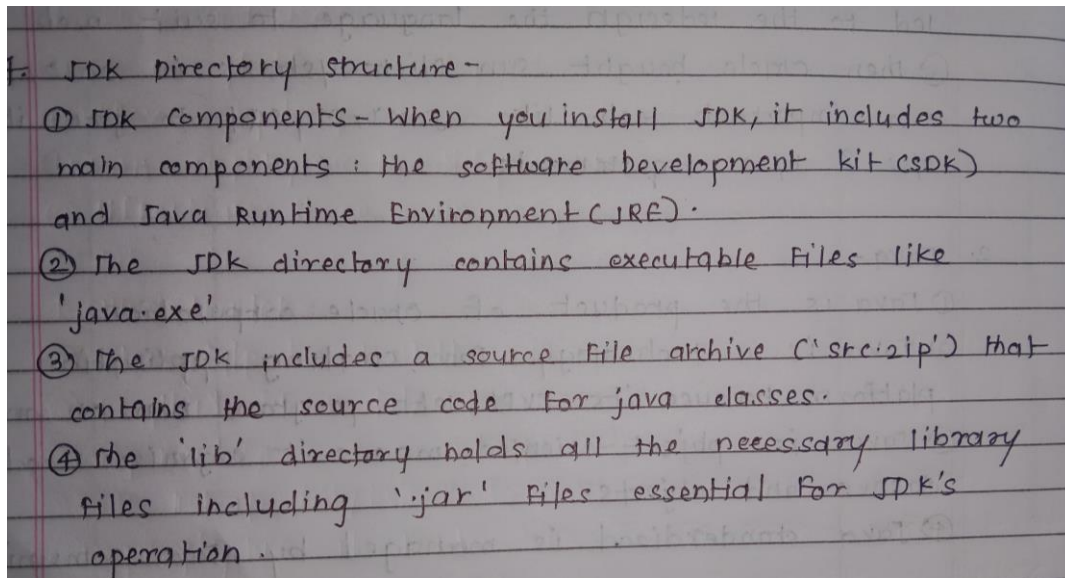 1. JDK Directory structure -
① JDK components - When you install JDK, it includes two
main components : the software Development kit (SDK)
and Java Runtime Environment (JRE).
② The JDK directory contains executable Files like
'java.exe'
③ The JDK includes a source File archive ('src.zip') that
contains the source code For java classes.
④ The 'lib' directory holds all the necessary library
Files including '.jar' Files essential For JDK's
operation.